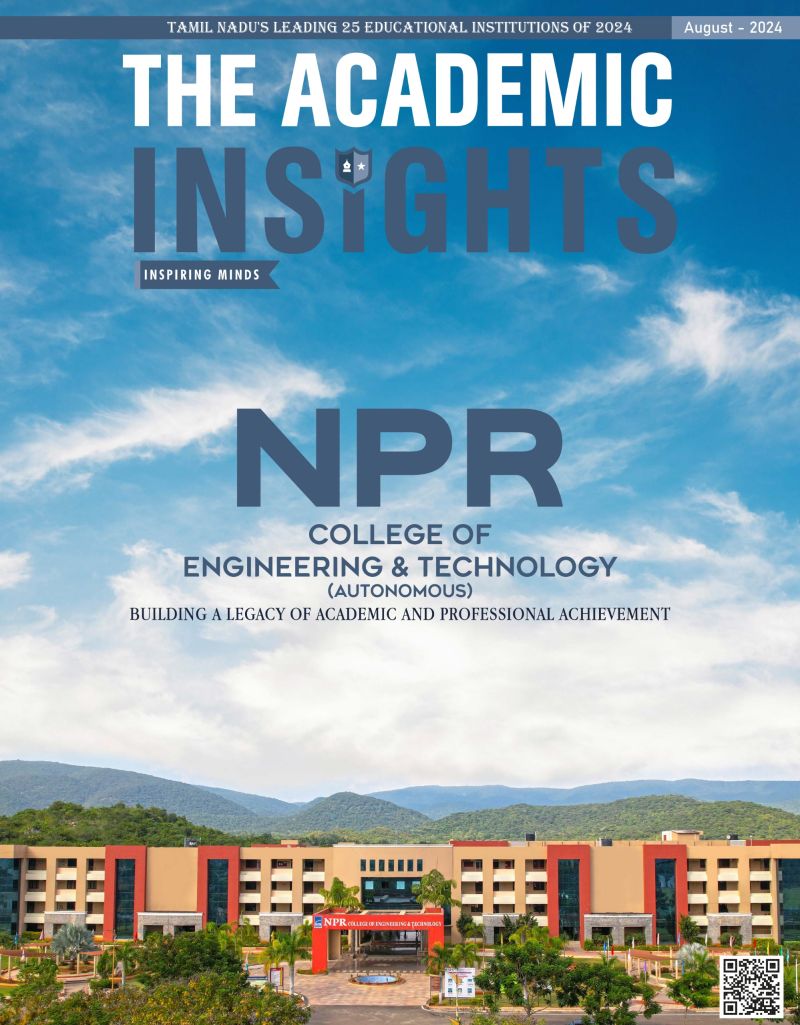 TAMIL NADU'S LEADING 25 EDUCATIONAL INSTITUTIONS OF 2024
August - 2024
THE ACADEMIC
INSIGHTS
INSPIRING MINDS
NPR
COLLEGE OF
ENGINEERING & TECHNOLOGY
(AUTONOMOUS)
BUILDING A LEGACY OF ACADEMIC AND PROFESSIONAL ACHIEVEMENT
NPR COLLEGE OF ENGINEERING & TECHNOLOGY